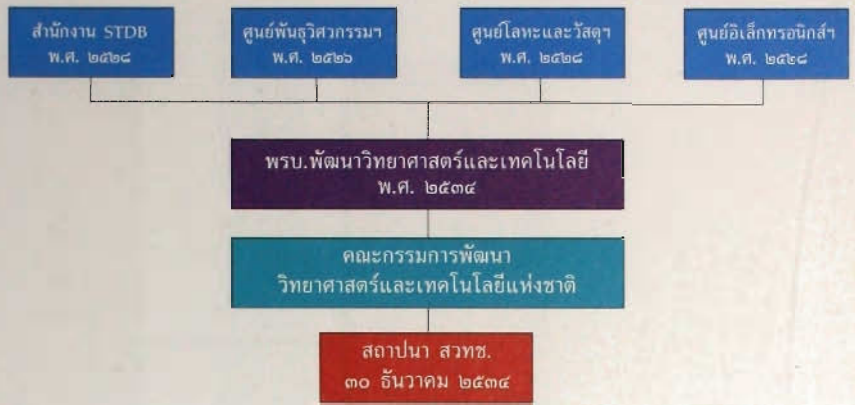 สำนักงาน STDB
พ.ศ. ๒๕๒๘
ศูนย์พันธุวิศวกรรมฯ
พ.ศ. ๒๕๒๖
ศูนย์โลหะและวัสดุฯ
พ.ศ. ๒๕๒๘
ศูนย์อิเล็กทรอนิกส์ฯ
พ.ศ. ๒๕๒๘
พรบ.พัฒนาวิทยาศาสตร์และเทคโนโลยี
พ.ศ. ๒๕๓๔
คณะกรรมการพัฒนา
วิทยาศาสตร์และเทคโนโลยีแห่งชาติ
สถาปนา สวทช.
๓๐ ธันวาคม ๒๕๓๔